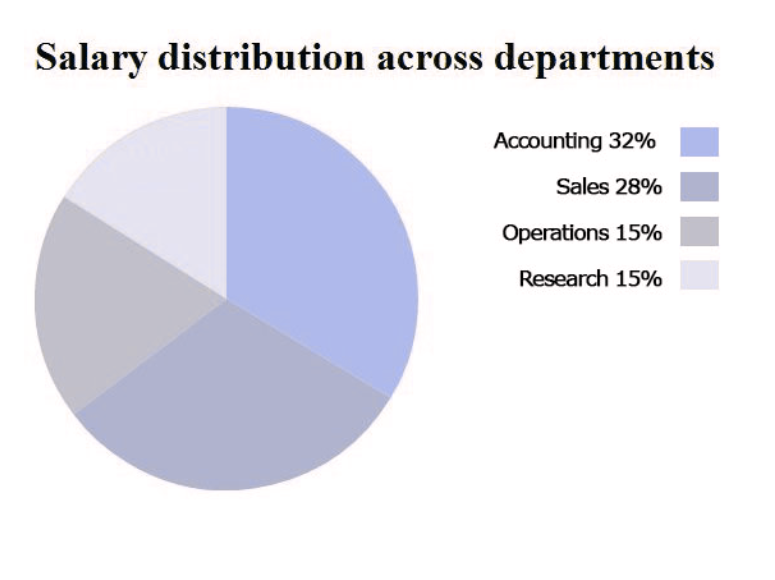 Salary distribution across departments
Accounting 32%
Sales 28%
Operations 15%
Research 15%